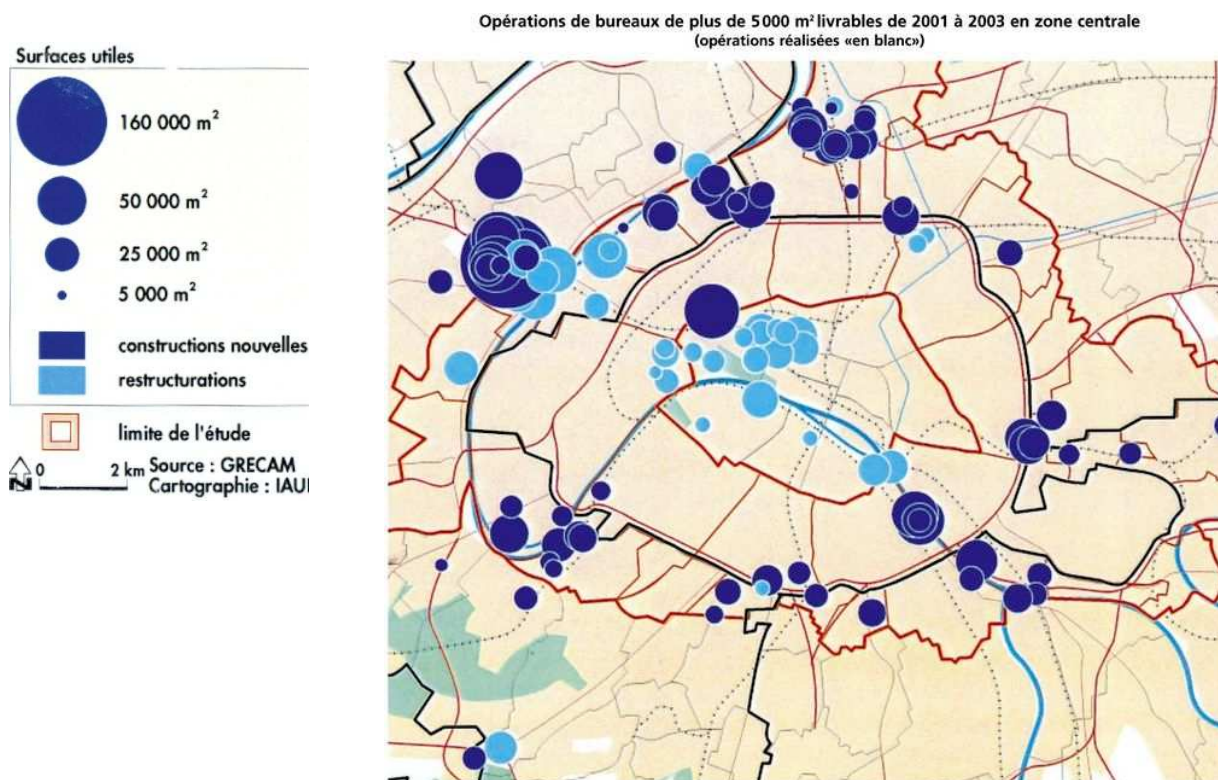 Opérations de bureaux de plus de 5000 m² livrables de 2001 à 2003 en zone centrale
(opérations réalisées «en blanc»)
Surfaces utiles
160 000 m²
50 000 m²
25 000 m²
5 000 m²
constructions nouvelles
restructurations
limite de l'étude
N 0 2 km
Source : GRECAM
Cartographie : IAU